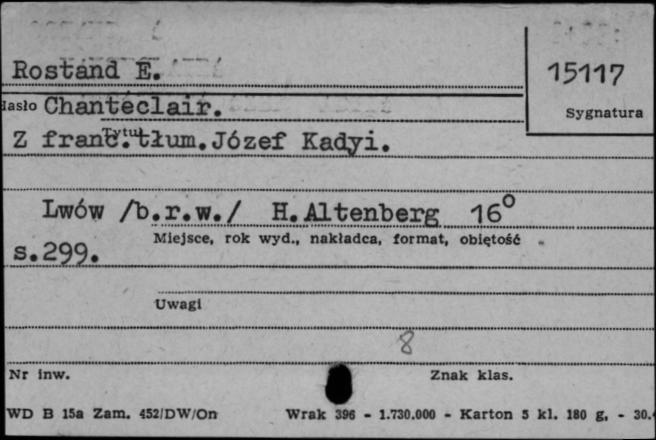 Rostand E.
15117
Hasło Chantéclair.
Sygnatura
Tytuł
Z franc.tłum.Józef Kadyi.
Lwów /b.r.w./ H.Altenberg 16°
Miejsce, rok wyd., nakładca, format, obiętość
s.299.
Uwagi
8
Nr inw.
Znak klas.
WD B 15a Zam. 452/DW/On Wrak 396 - 1.730.000 - Karton 5 kl. 180 g. - 30.